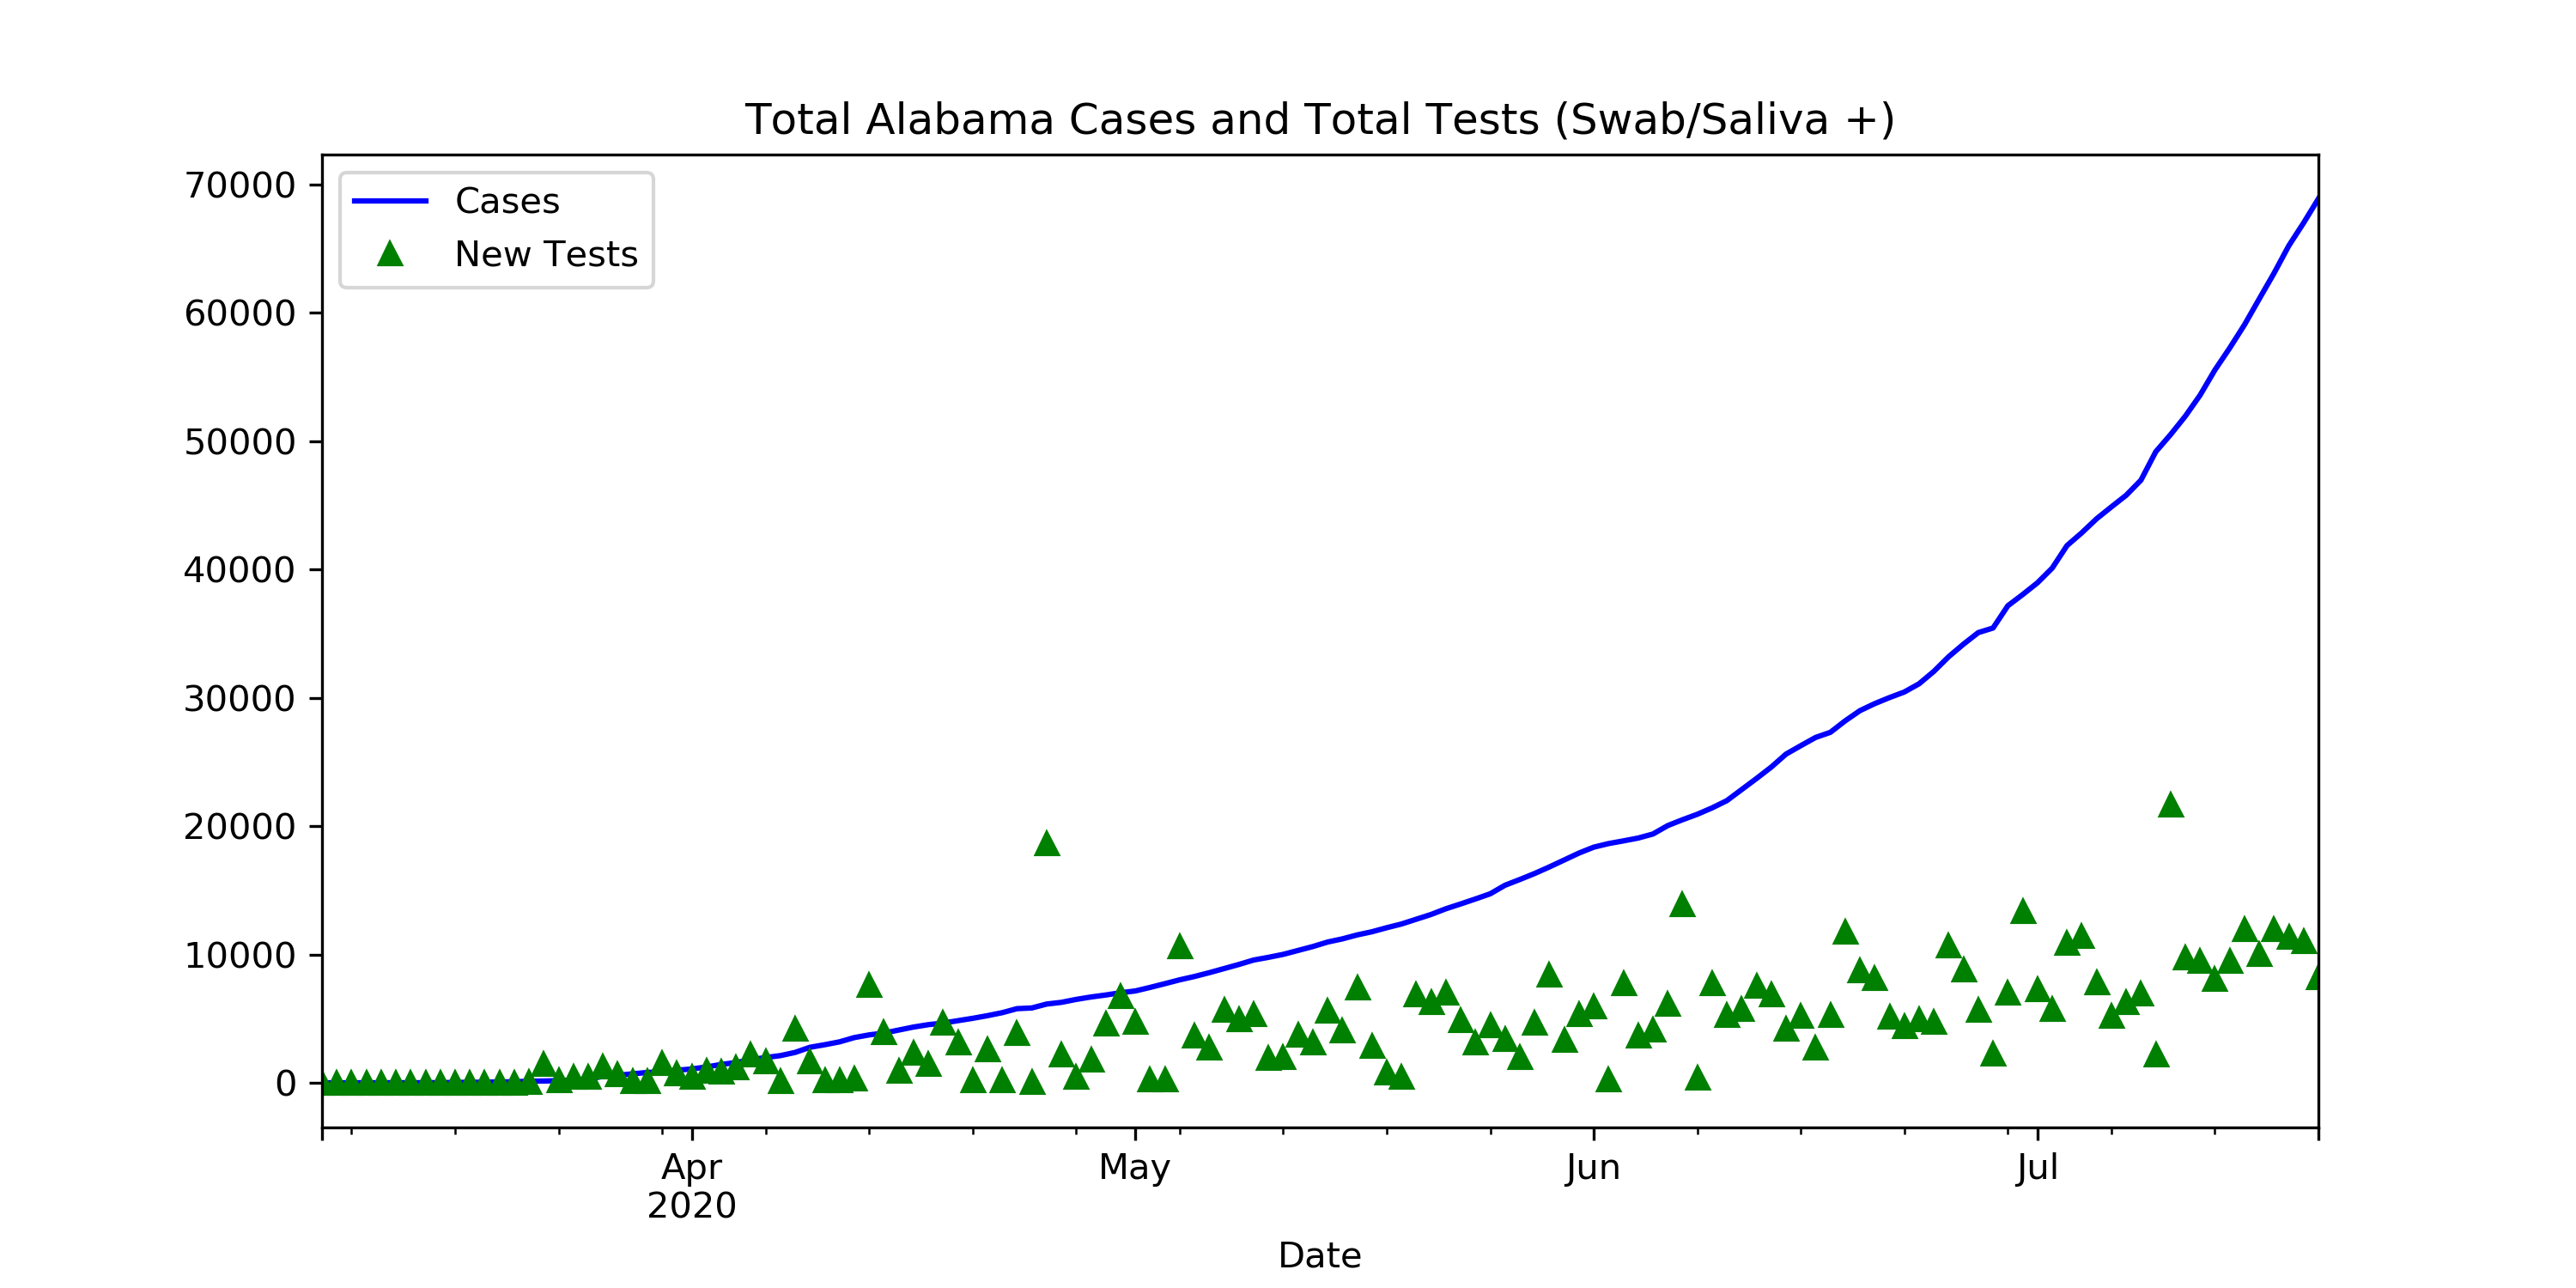 Total Alabama Cases and Total Tests (Swab/Saliva +)
Cases
New Tests
70000
60000
50000
40000
30000
20000
10000
0
Apr
2020
May
Jun
Jul
Date